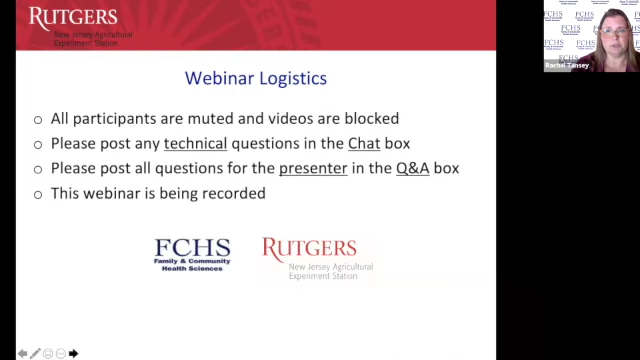 RUTGERS
New Jersey Agricultural
Experiment Station
Webinar Logistics
All participants are muted and videos are blocked
Please post any technical questions in the Chat box
Please post all questions for the presenter in the Q&A box
This webinar is being recorded
FCHS
Family & Community
Health Sciences
RUTGERS
New Jersey Agricultural
Experiment Station
FCHS
FCHS
Rachel Tansey